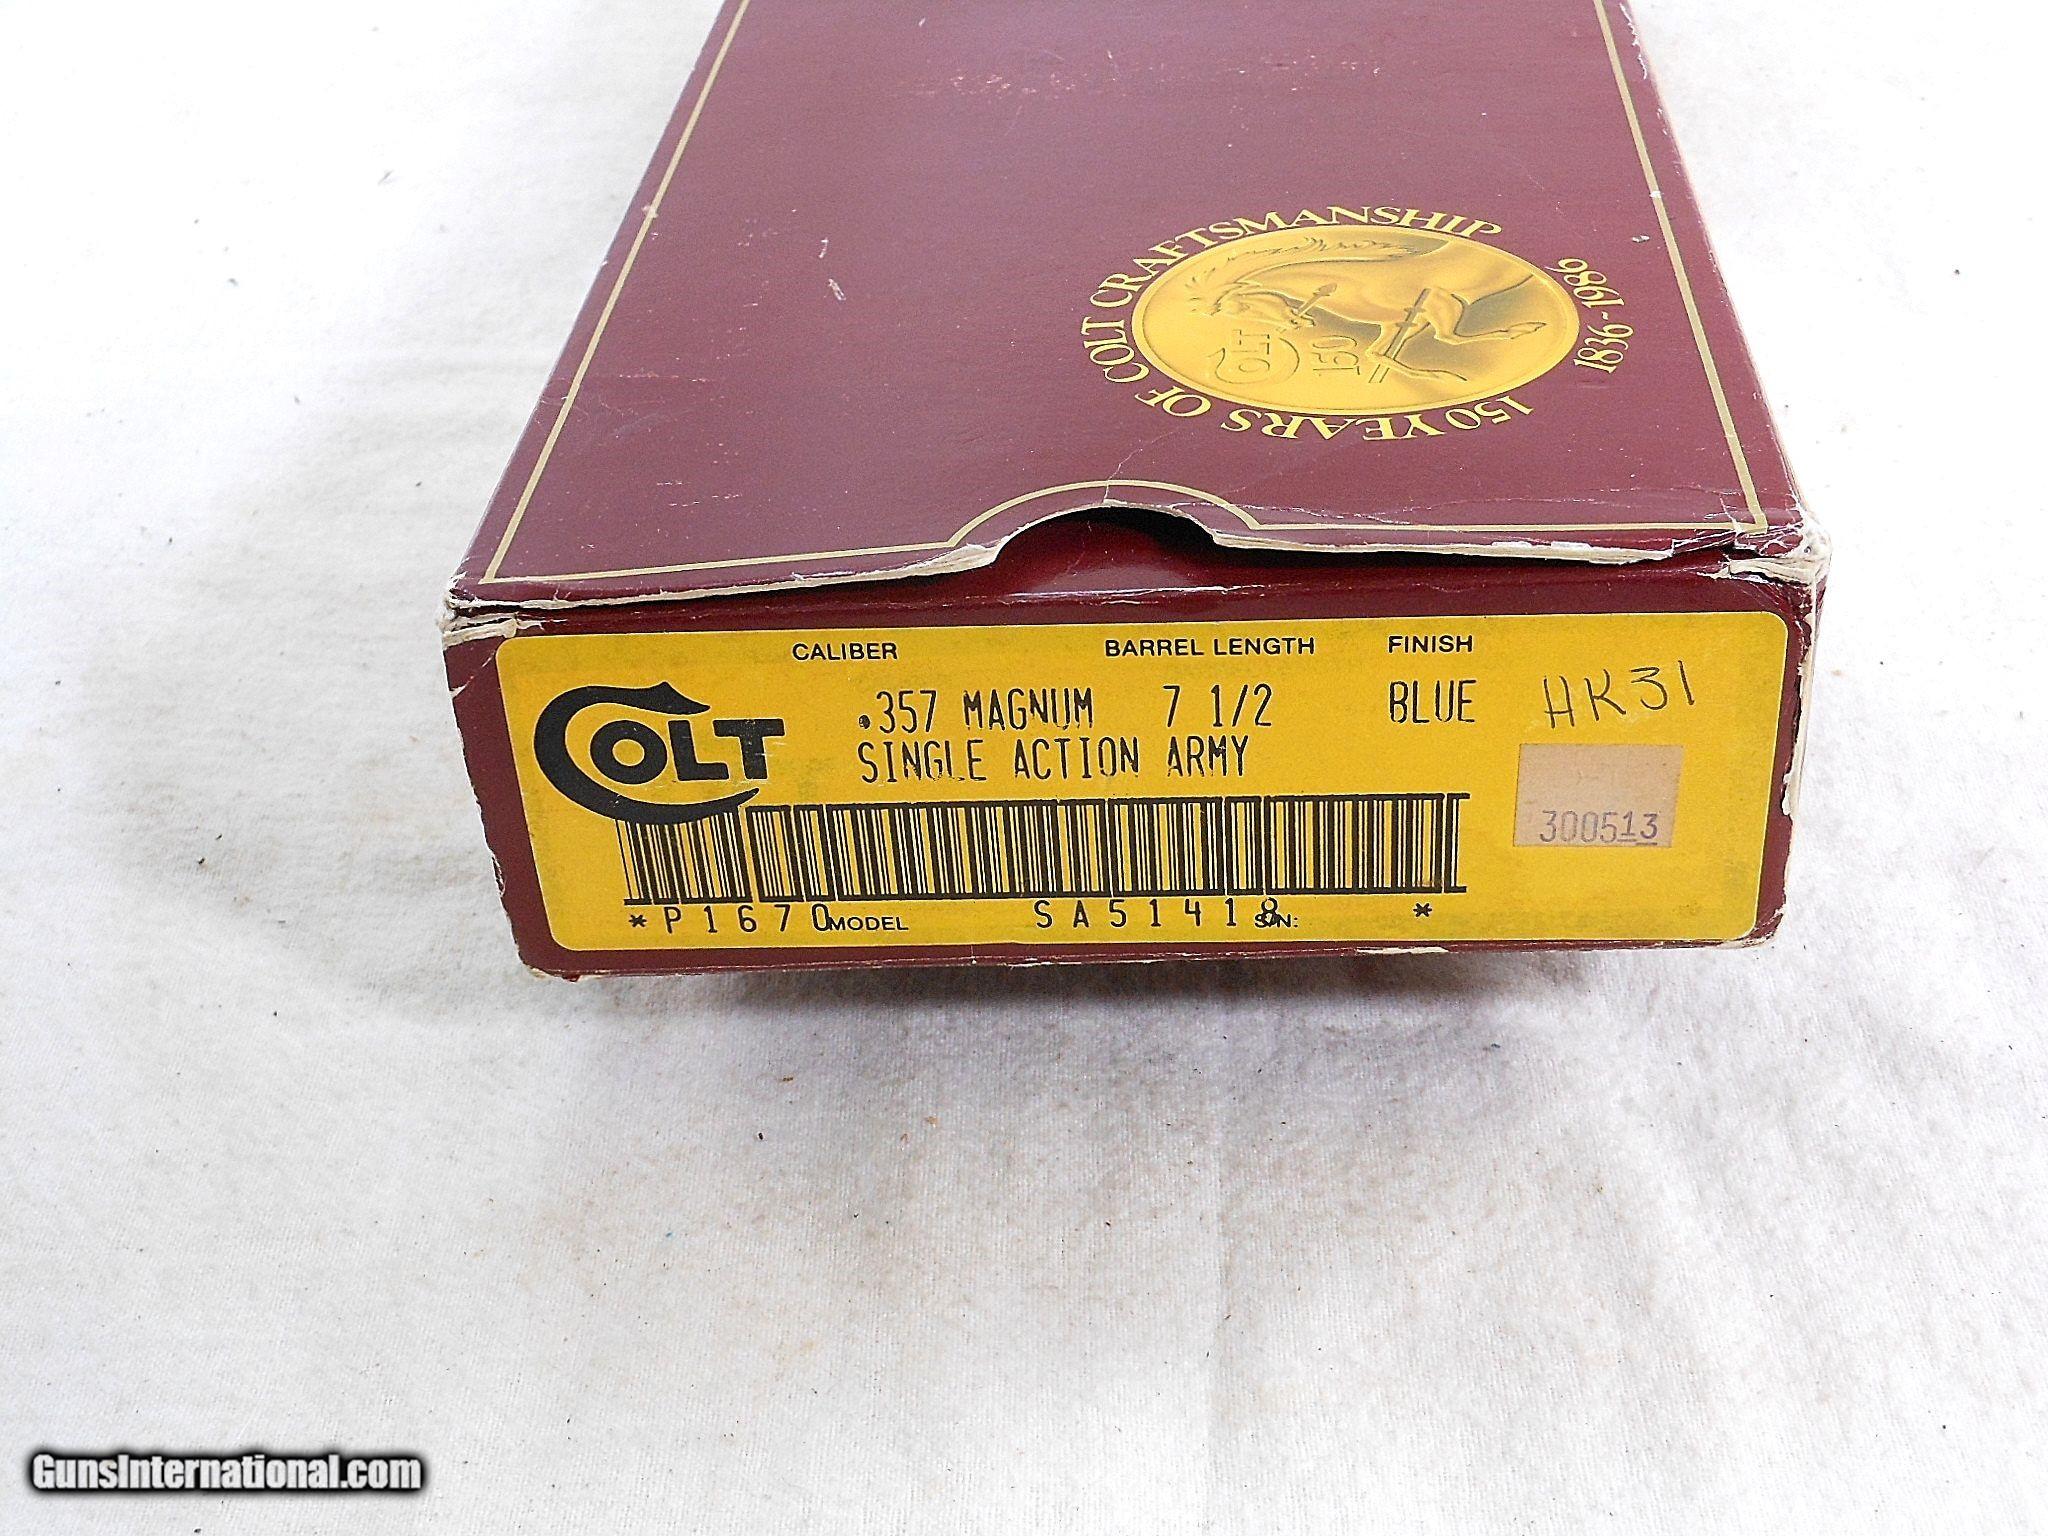 150 YEARS OF COLT CRAFTSMANSHIP
1836-1986
COLT
150
CALIBER BARREL LENGTH FINISH
COLT
.357 MAGNUM 7 1/2 BLUE HK31
SINGLE ACTION ARMY
300513
*P1670 MODEL SA51418 S/N: *
GunsInternational.com